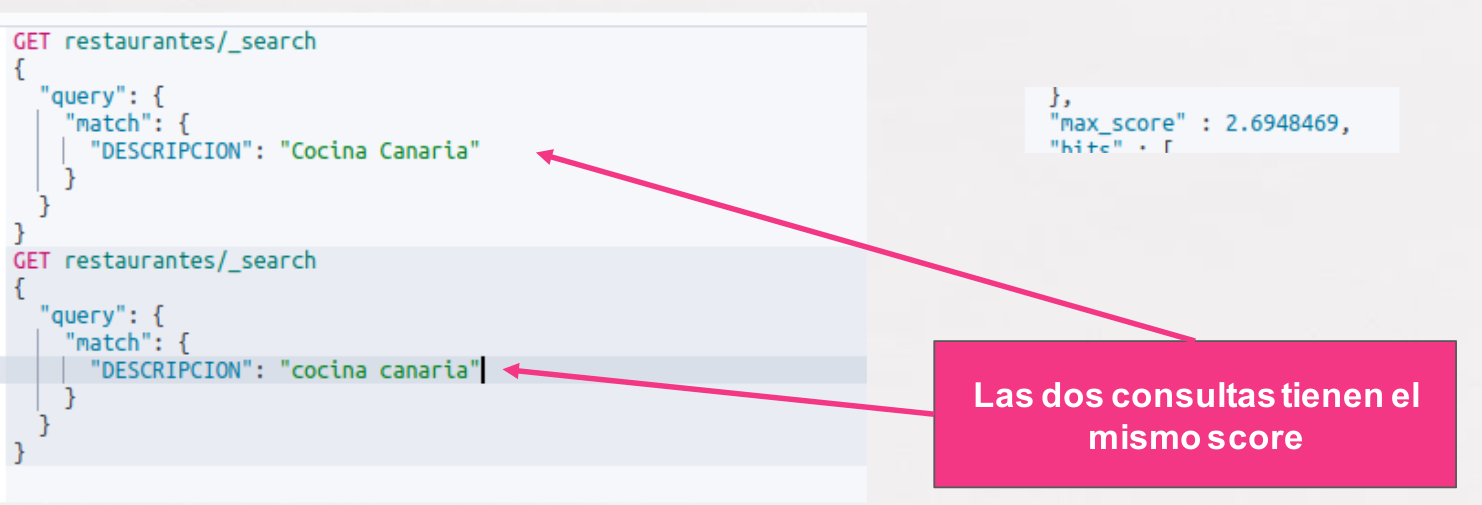 GET restaurantes/_search
{
"query": {
"match": {
"DESCRIPCION": "Cocina Canaria"
}
}
}
GET restaurantes/_search
{
"query": {
"match": {
"DESCRIPCION": "cocina canaria"
}
}
}
},
"max_score" : 2.6948469,
"hits" : [
Las dos consultas tienen el
mismo score